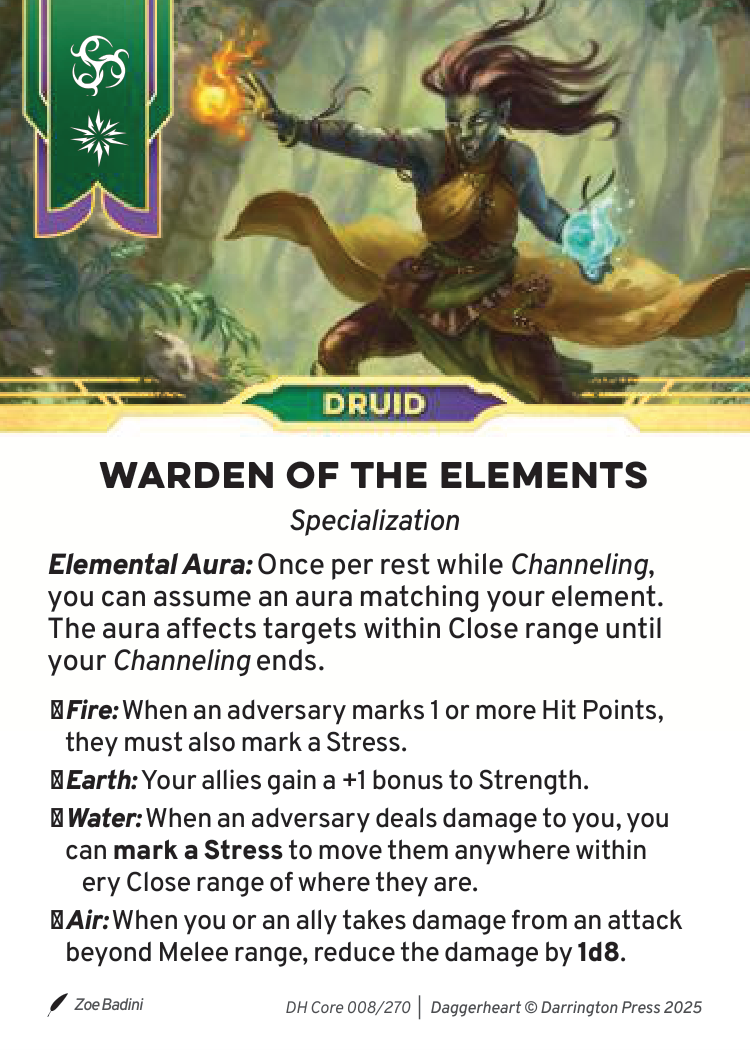 DRUID
WARDEN OF THE ELEMENTS
Specialization
Elemental Aura: Once per rest while Channeling,
you can assume an aura matching your element.
The aura affects targets within Close range until
your Channeling ends.
Fire: When an adversary marks 1 or more Hit Points,
they must also mark a Stress.
Earth: Your allies gain a +1 bonus to Strength.
Water: When an adversary deals damage to you, you
can mark a Stress to move them anywhere within
ery Close range of where they are.
Air: When you or an ally takes damage from an attack
beyond Melee range, reduce the damage by 1d8.
Zoe Badini
DH Core 008/270 | Daggerheart © Darrington Press 2025